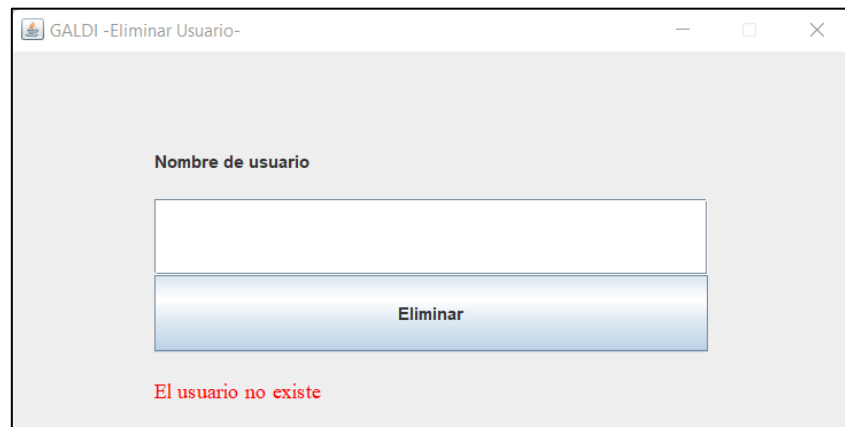 GALDI -Eliminar Usuario-
Nombre de usuario
Eliminar
El usuario no existe